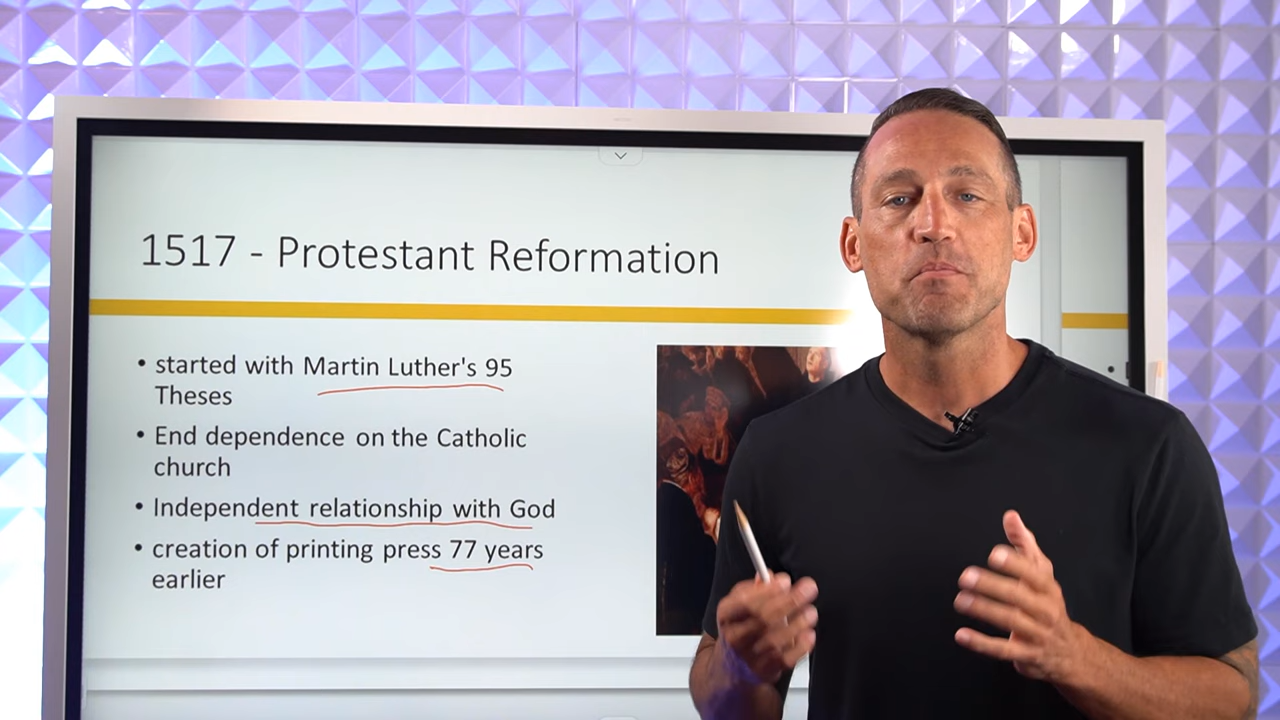 1517 - Protestant Reformation
• started with Martin Luther's 95
Theses
• End dependence on the Catholic
church
• Independent relationship with God
• creation of printing press 77 years
earlier